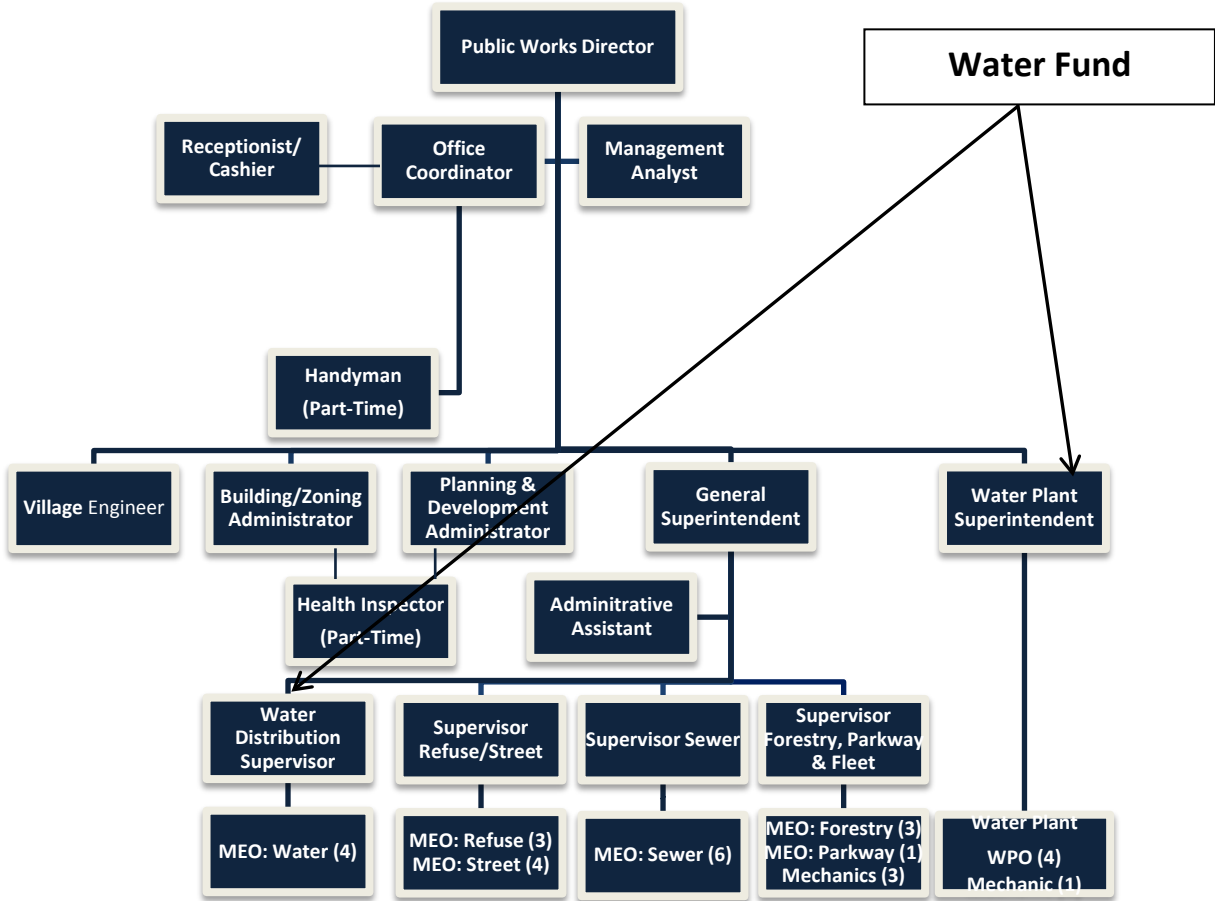 Public Works Director
Water Fund
Receptionist/
Cashier
Office
Coordinator
Management
Analyst
Handyman
(Part-Time)
Village Engineer
Building/Zoning
Administrator
Planning &
Development
Administrator
General
Superintendent
Water Plant
Superintendent
Health Inspector
(Part-Time)
Adminitrative
Assistant
Water
Distribution
Supervisor
Supervisor
Refuse/Street
Supervisor Sewer
Supervisor
Forestry, Parkway
& Fleet
MEO: Water (4)
MEO: Refuse (3)
MEO: Street (4)
MEO: Sewer (6)
MEO: Forestry (3)
MEO: Parkway (1)
Mechanics (3)
Water Plant
WPO (4)
Mechanic (1)